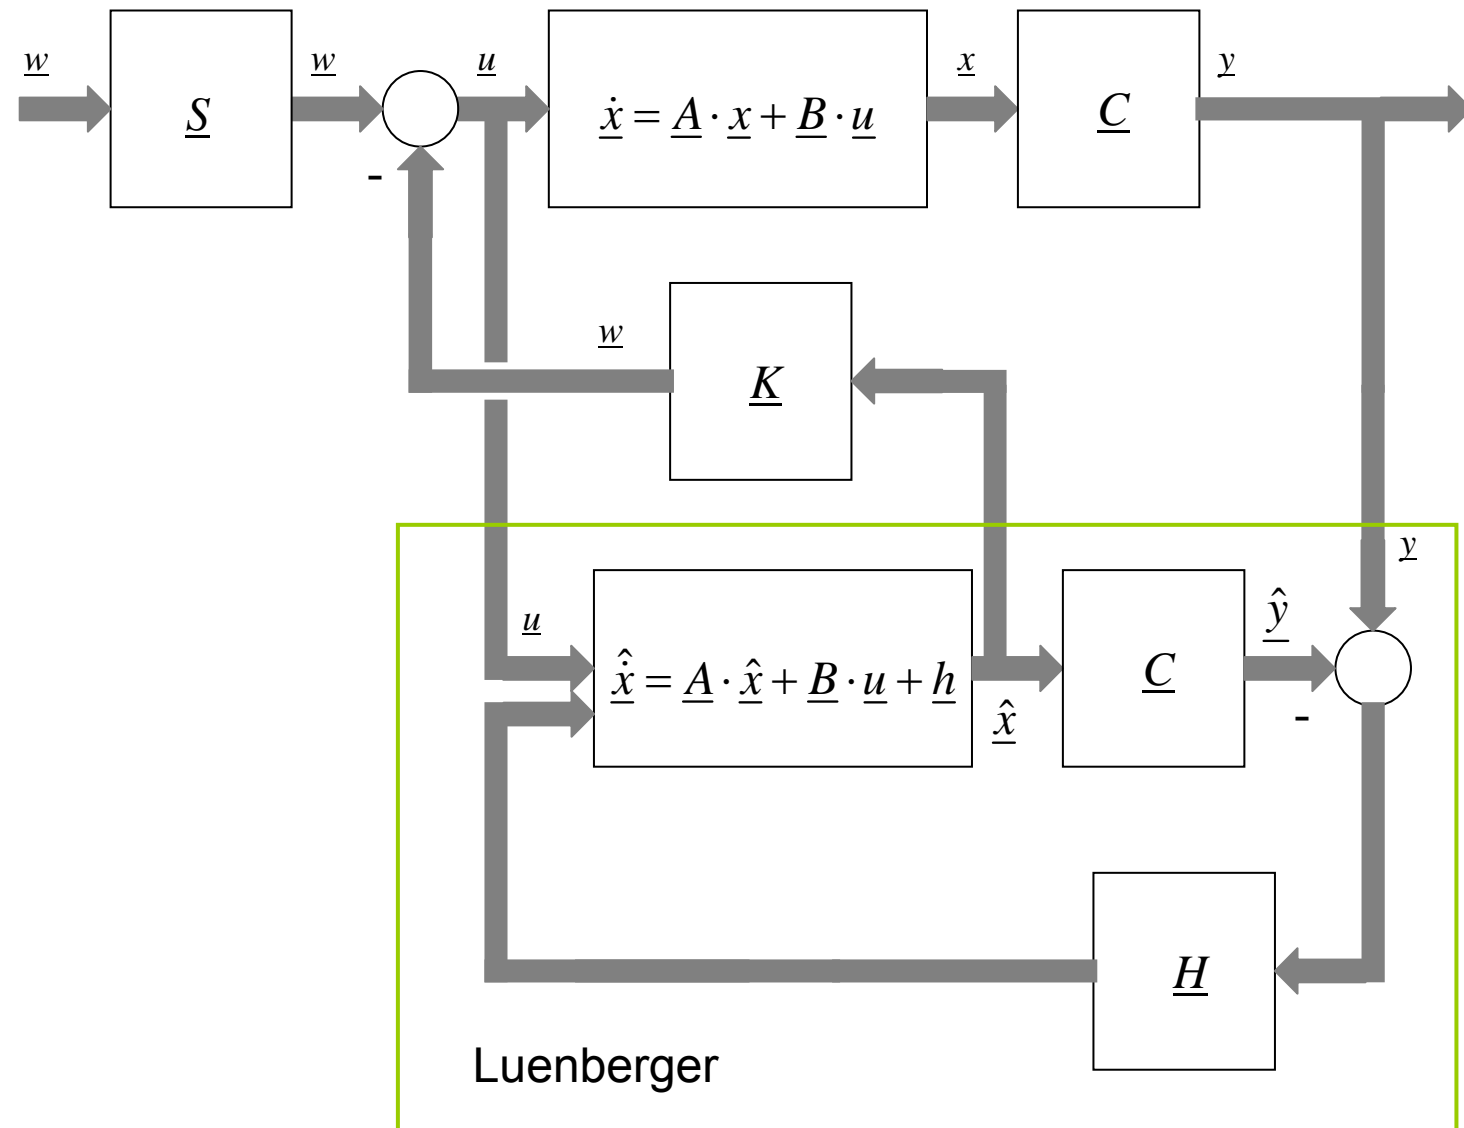 w
w
u
x
y
S
ẋ = A · x + B · u
C
-
w
K
y
u
ŷ
x̂̇ = A · x̂ + B · u + h
C
x̂
-
H
Luenberger